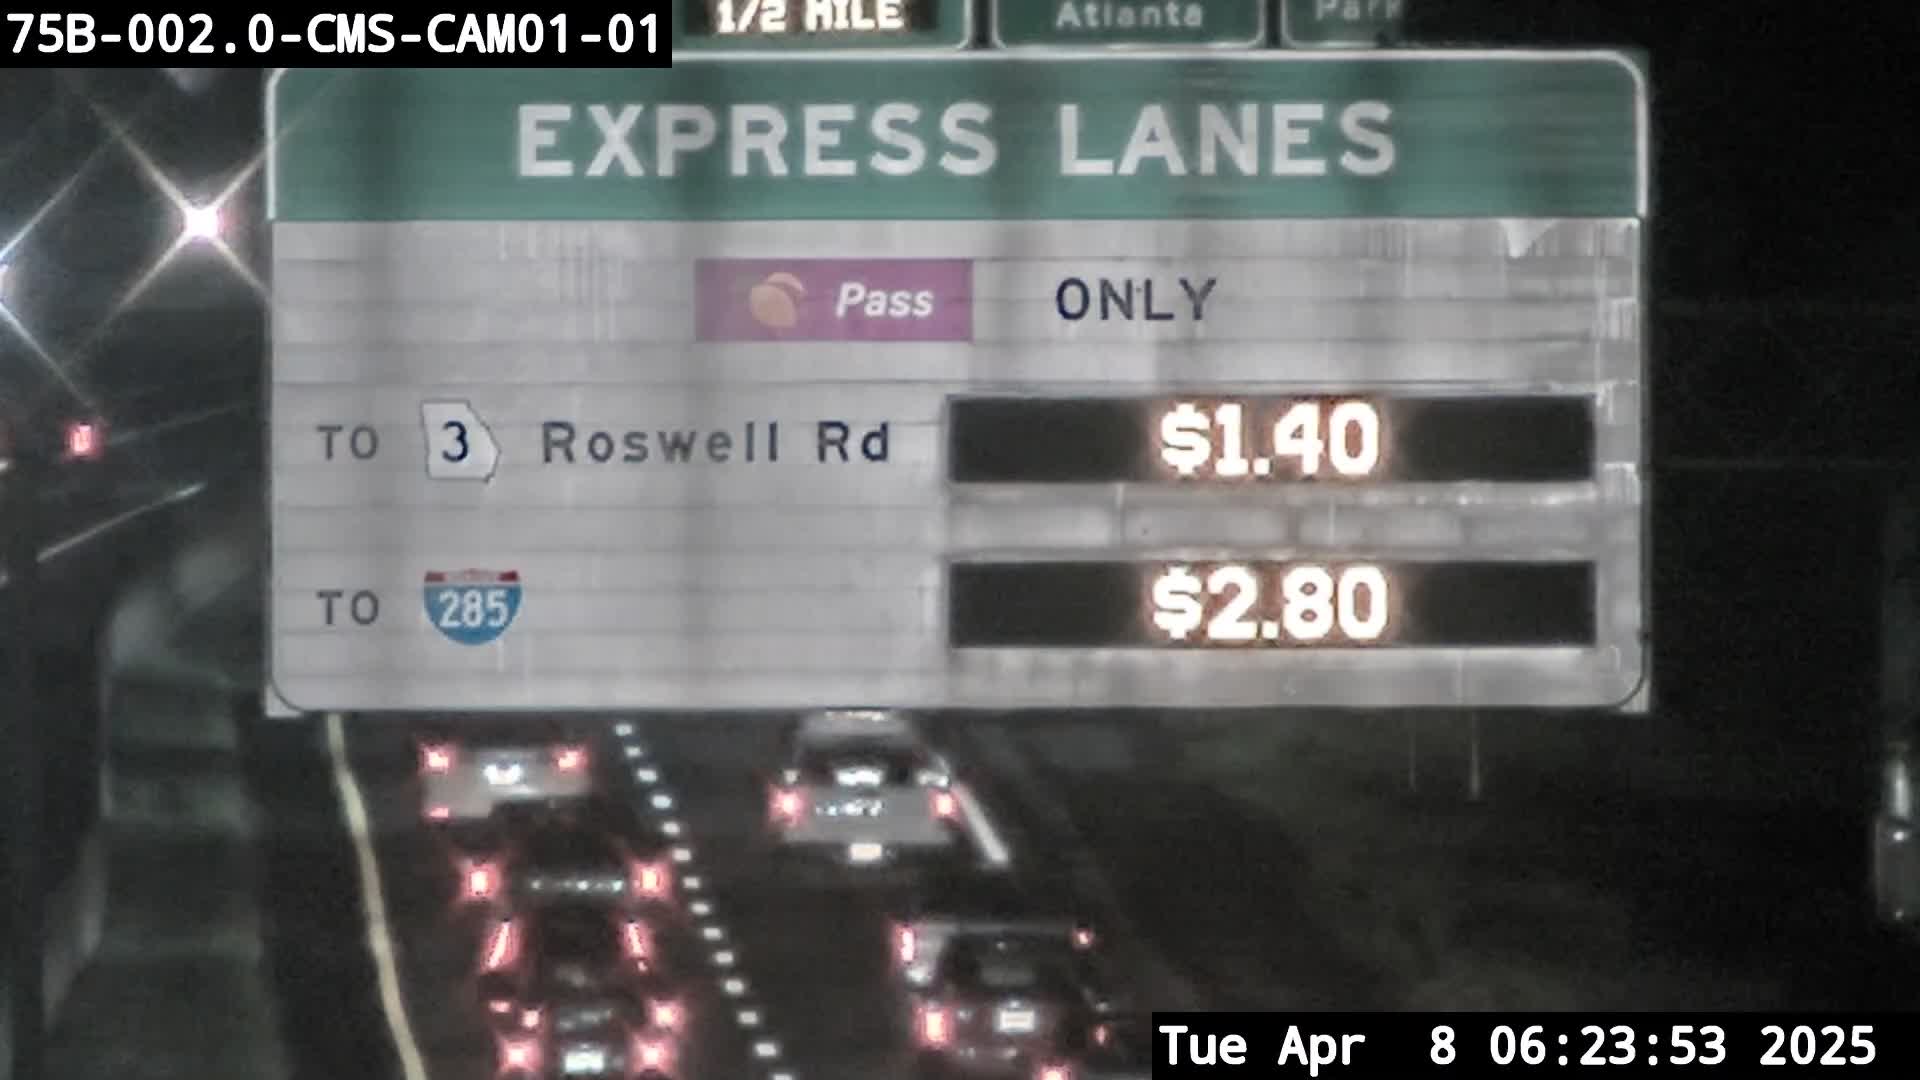 75B-002.0-CMS-CAM01-01
1/2 MILE
Atlanta
Park
EXPRESS LANES
Pass ONLY
TO 3 Roswell Rd $1.40
TO 285 $2.80
Tue Apr 8 06:23:53 2025